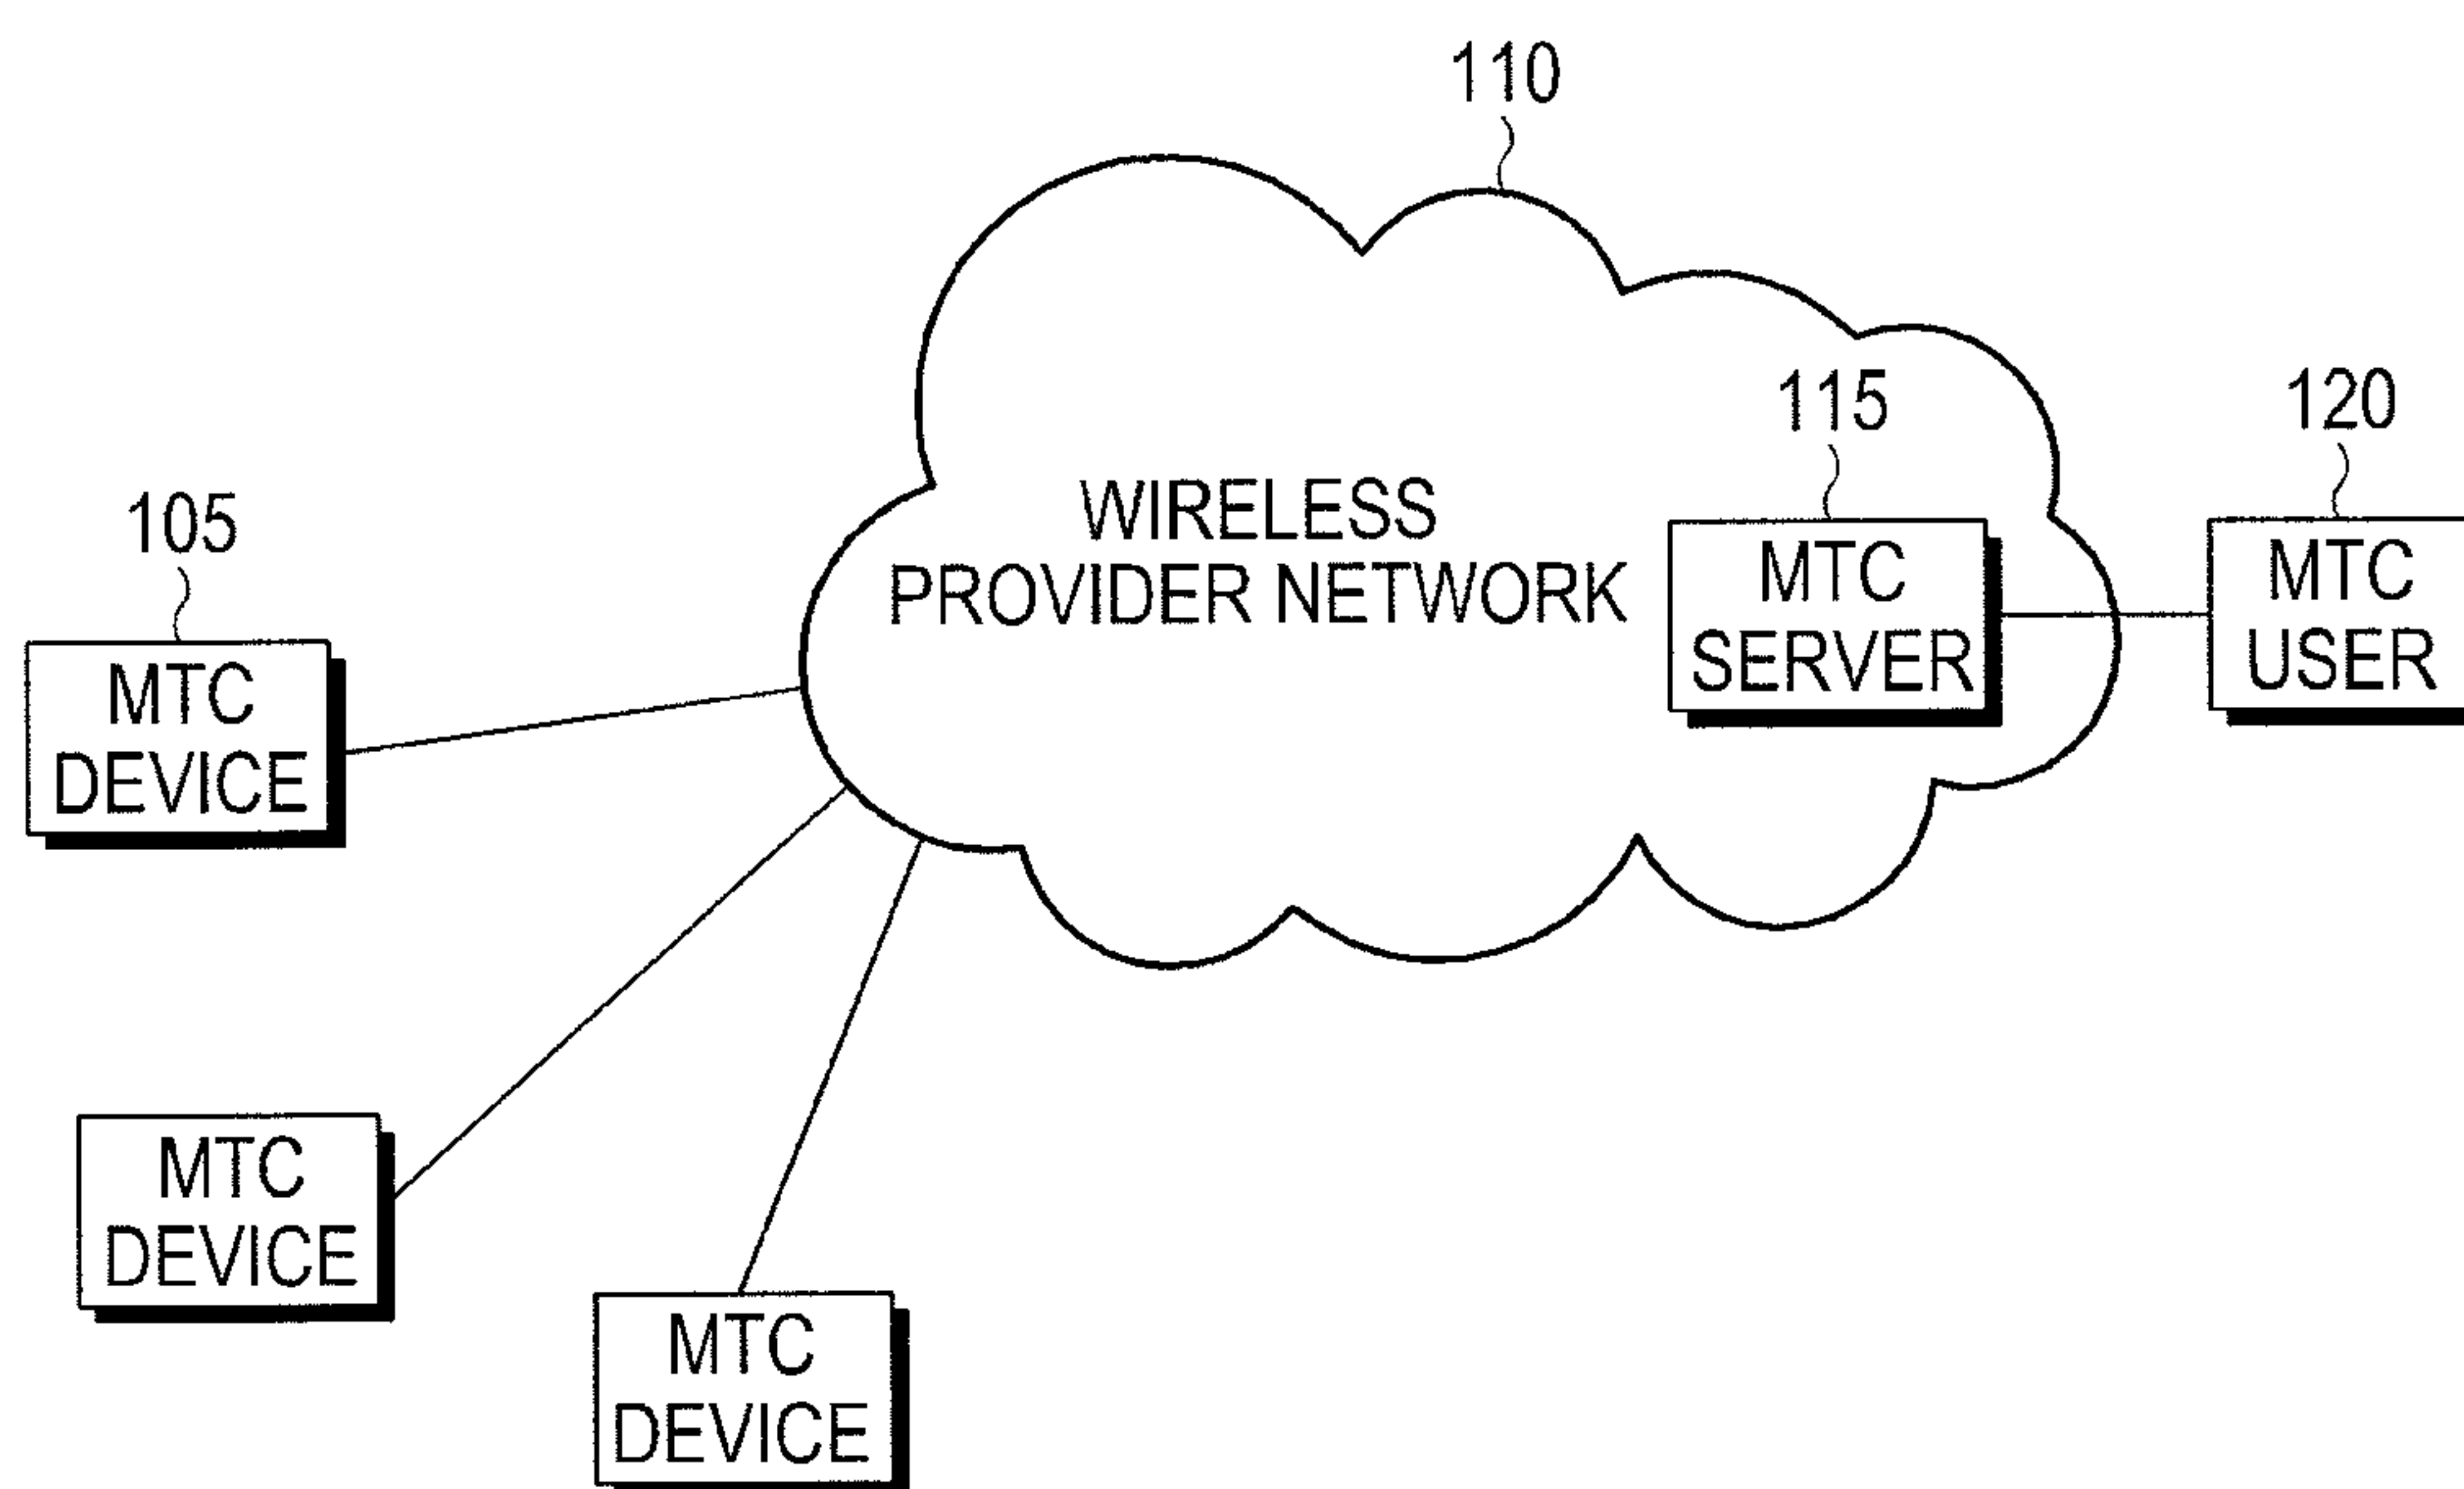 110
115
120
105
WIRELESS
PROVIDER NETWORK
MTC
SERVER
MTC
USER
MTC
DEVICE
MTC
DEVICE
MTC
DEVICE